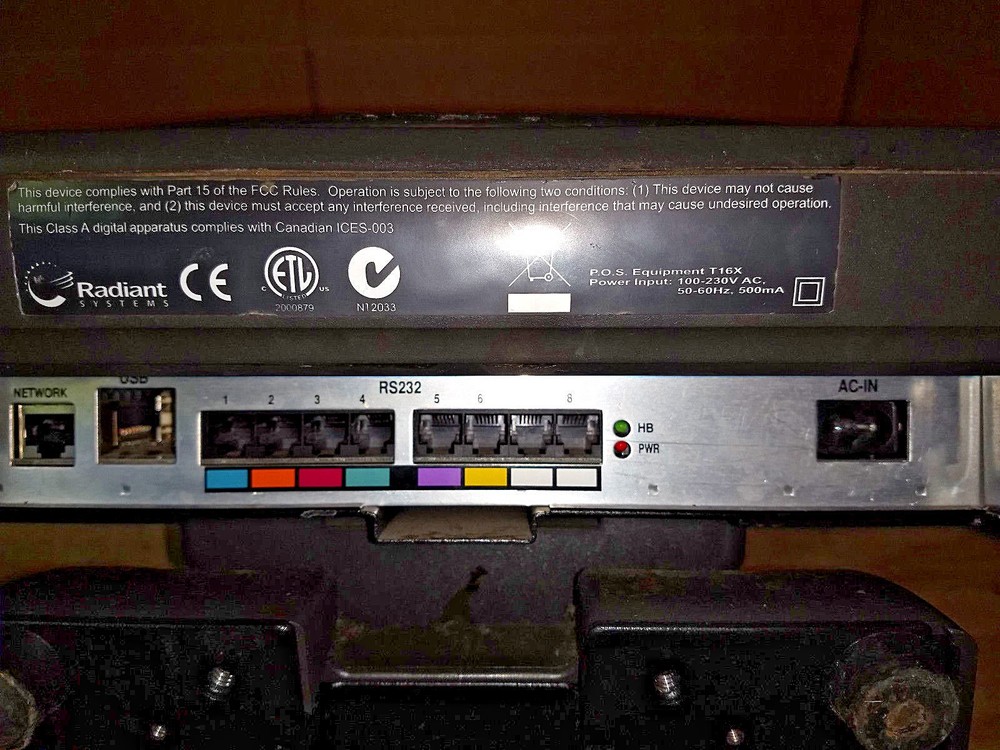 This device complies with Part 15 of the FCC Rules. Operation is subject to the following two conditions: (1) This device may not cause
harmful interference, and (2) this device must accept any interference received, including interference that may cause undesired operation.
This Class A digital apparatus complies with Canadian ICES-003
Radiant
SYSTEMS
CE
ETL
C US
LISTED
2000879
N12033
P.O.S. Equipment T16X
Power Input: 100-230V AC,
50-60Hz, 500mA
NETWORK
USB
RS232
1 2 3 4 5 6 8
HB
PWR
AC-IN